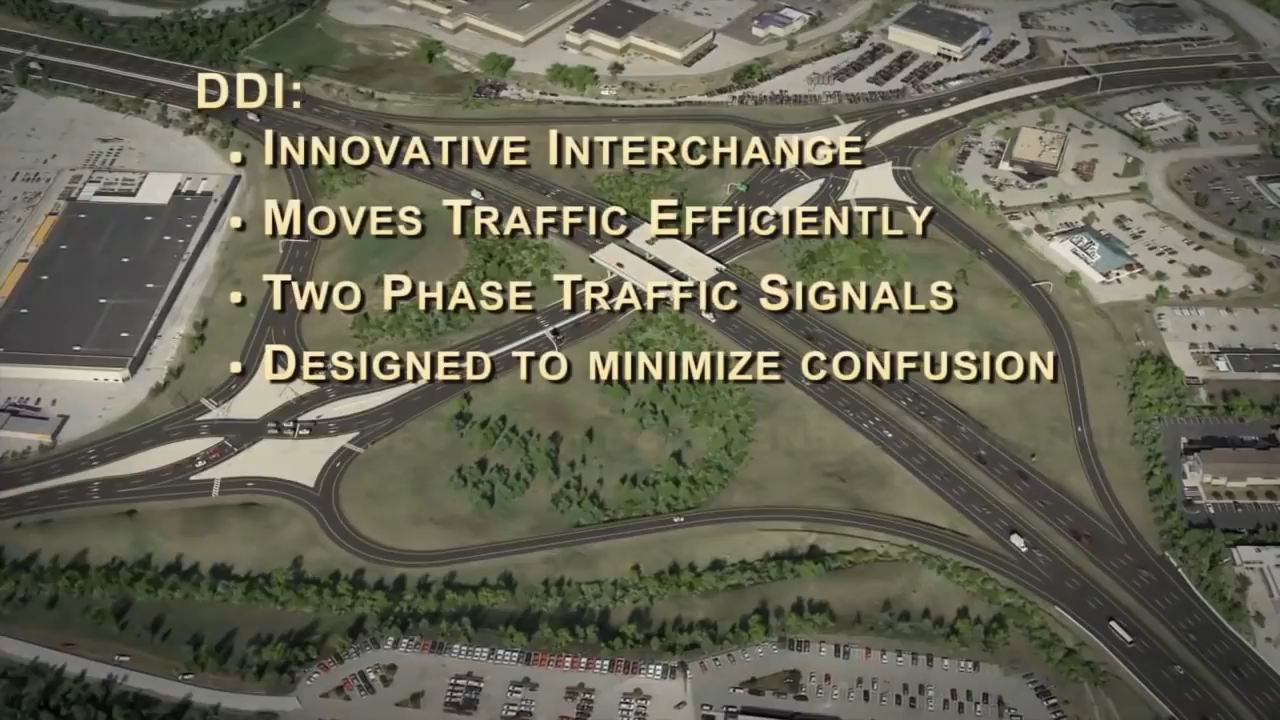 DDI:
• Innovative Interchange
• Moves Traffic Efficiently
• Two Phase Traffic Signals
• Designed to minimize confusion